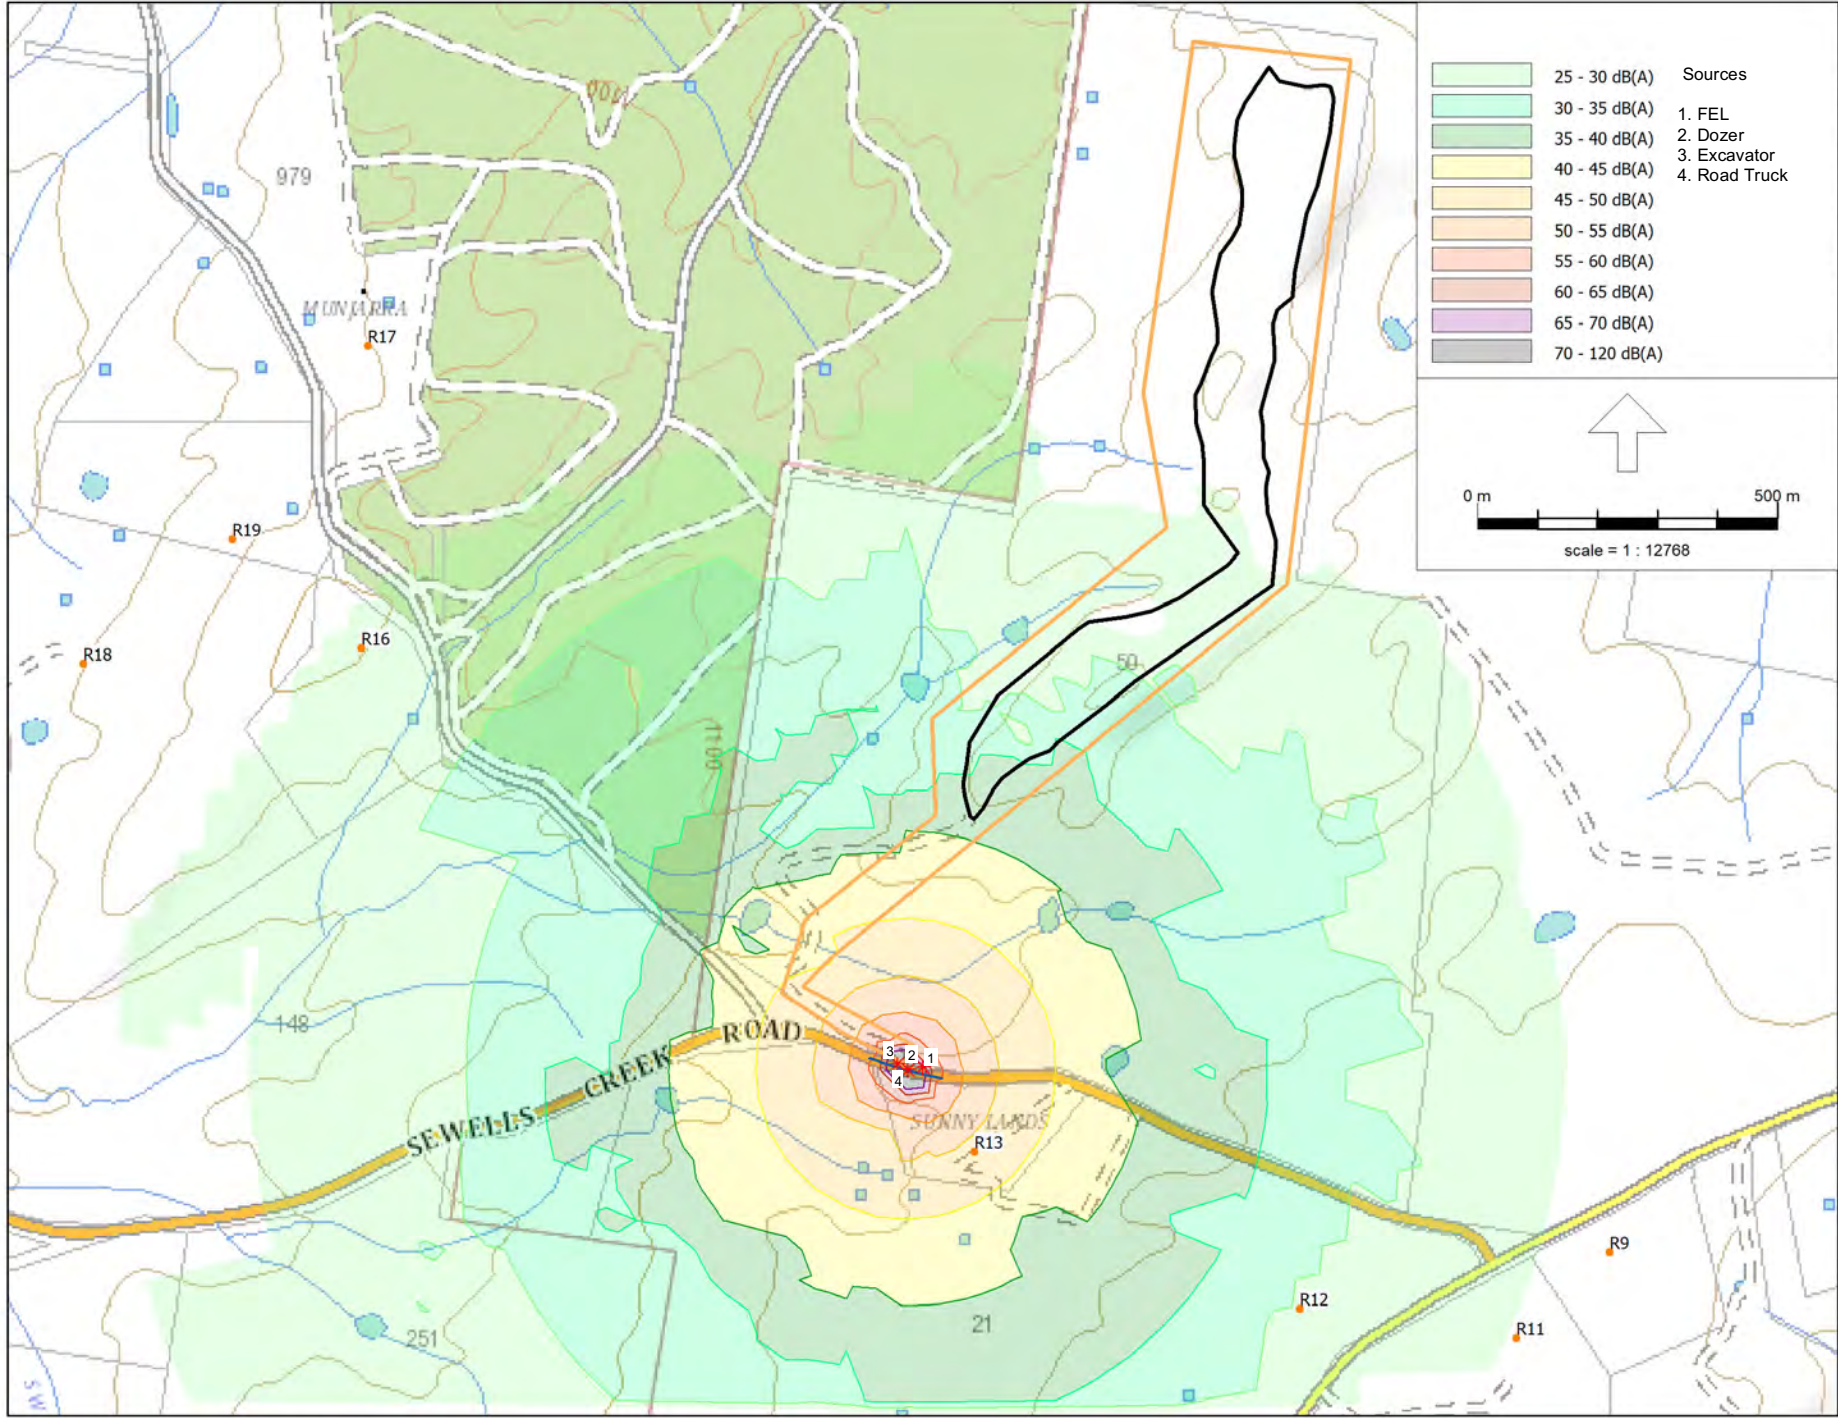 25 - 30 dB(A)
30 - 35 dB(A)
35 - 40 dB(A)
40 - 45 dB(A)
45 - 50 dB(A)
50 - 55 dB(A)
55 - 60 dB(A)
60 - 65 dB(A)
65 - 70 dB(A)
70 - 120 dB(A)
Sources
1. FEL
2. Dozer
3. Excavator
4. Road Truck
0 m
500 m
scale = 1 : 12768
1000
979
MUNJARRA
R17
R19
R16
R18
50
1100
148
ROAD
CREEK
SEWELLS
3
2
1
4
SUNNY LANDS
R13
R9
R12
R11
21
251
SW